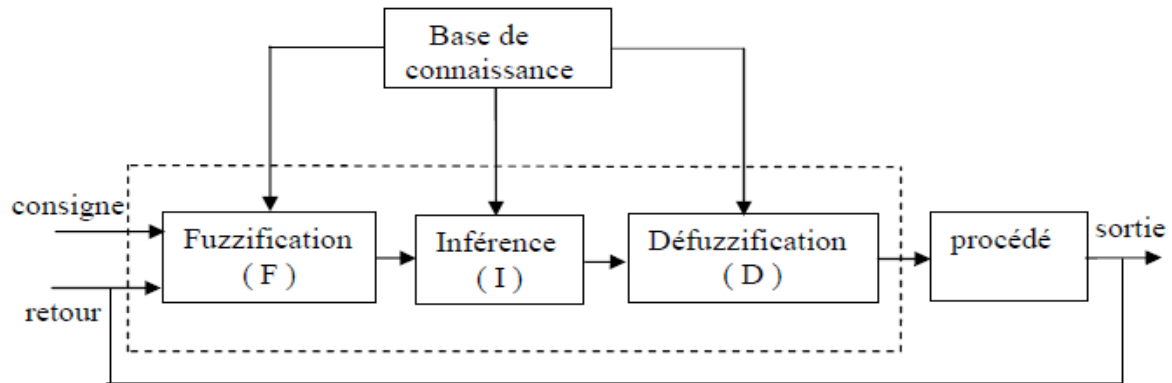 Base de
connaissance
consigne
retour
Fuzzification
( F )
Inférence
( I )
Défuzzification
( D )
procédé
sortie